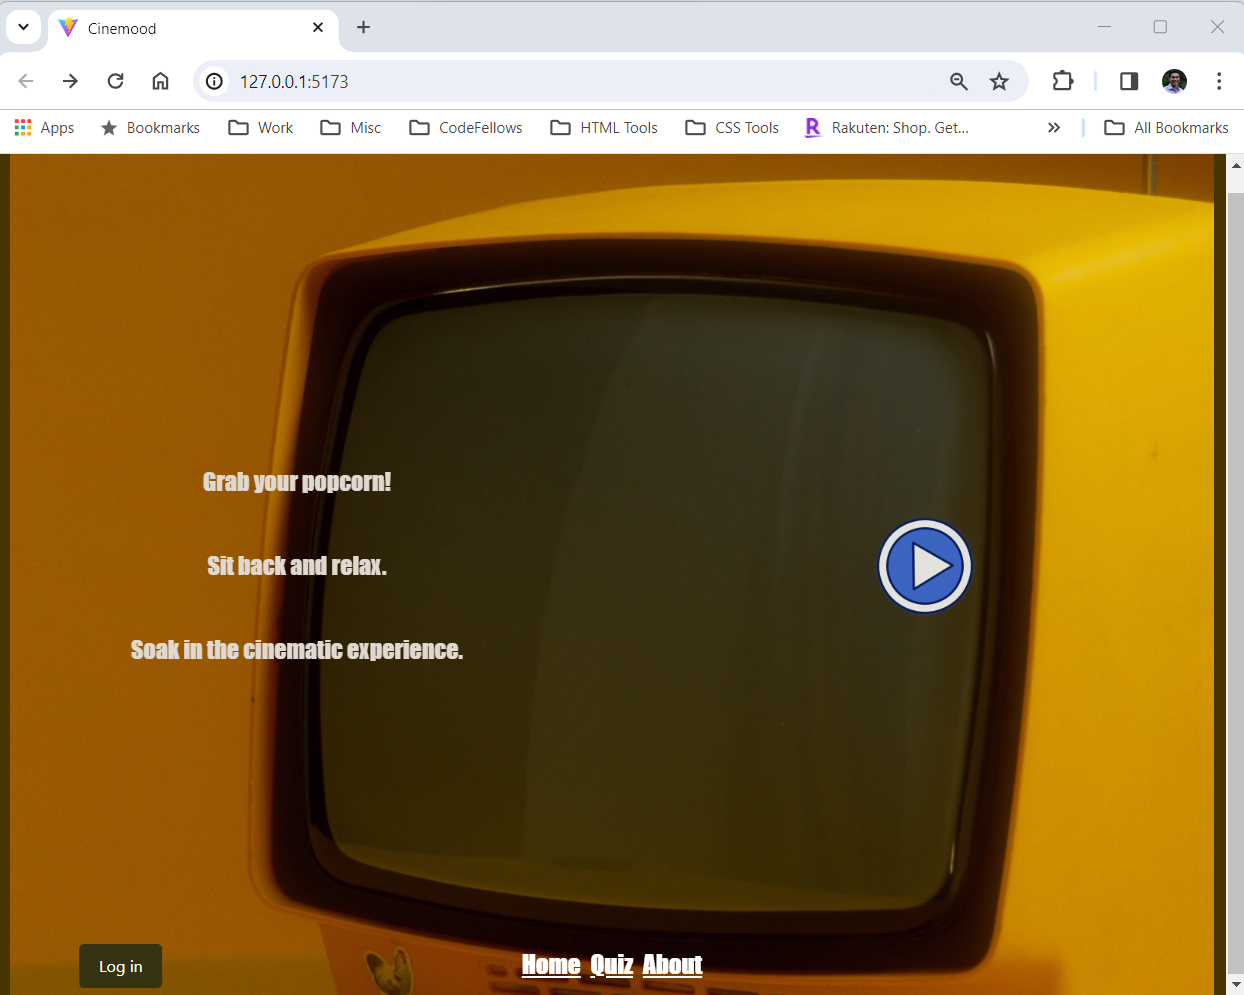 Cinemood
127.0.0.1:5173
Apps Bookmarks Work Misc CodeFellows HTML Tools CSS Tools R Rakuten: Shop. Get... All Bookmarks
Grab your popcorn!
Sit back and relax.
Soak in the cinematic experience.
Log in Home Quiz About